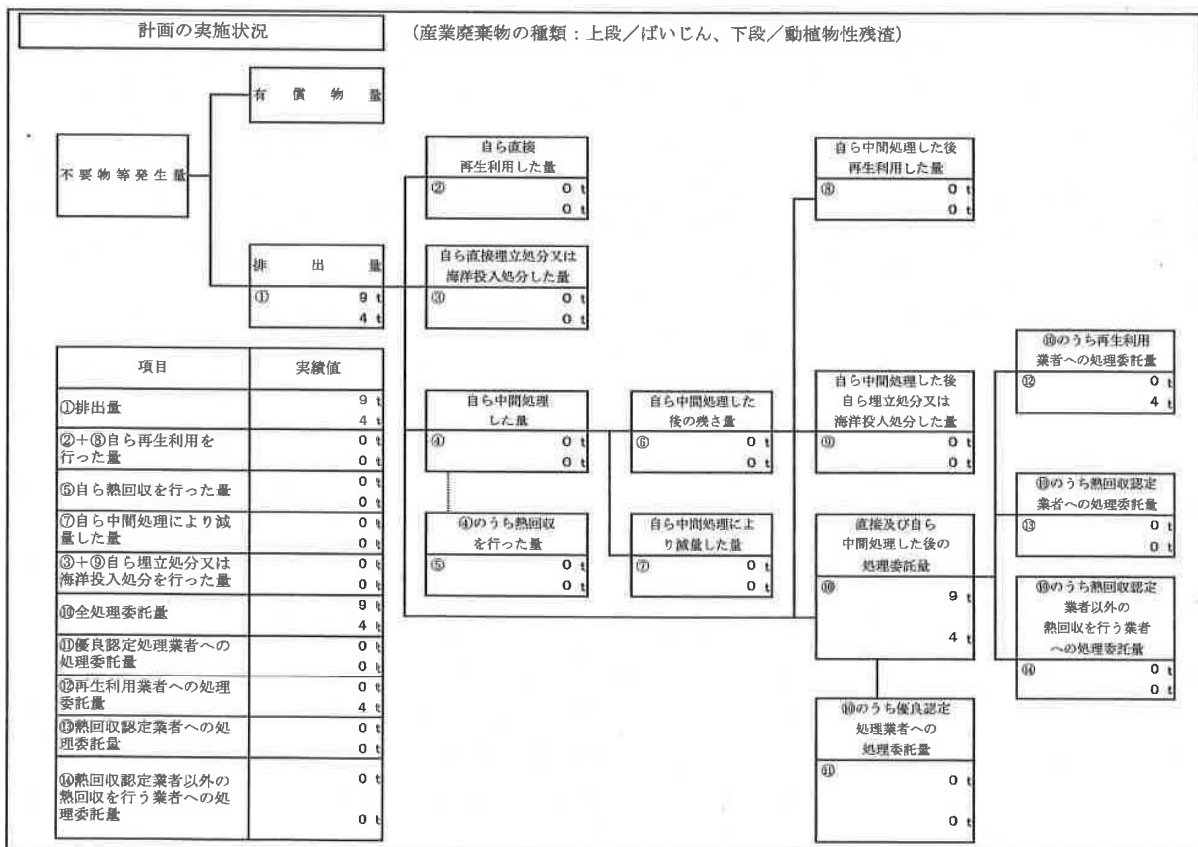 計画の実施状況
(産業廃棄物の種類：上段／ばいじん、下段／動植物性残渣)
有償物量
不要物等発生量
排出量
① 9 t
4 t
自ら直接
再生利用した量
② 0 t
0 t
自ら直接埋立処分又は
海洋投入処分した量
③ 0 t
0 t
自ら中間処理した後
再生利用した量
⑧ 0 t
0 t
項目 実績値
①排出量 9 t
4 t
②＋⑧自ら再生利用を
行った量
0 t
0 t
⑤自ら熱回収を行った量 0 t
0 t
⑦自ら中間処理により減
量した量
0 t
0 t
③＋⑨自ら埋立処分又は
海洋投入処分を行った量
0 t
0 t
⑩全処理委託量 9 t
4 t
⑪優良認定処理業者への
処理委託量
0 t
0 t
⑫再生利用業者への処理
委託量
0 t
4 t
⑬熱回収認定業者への処
理委託量
0 t
0 t
⑭熱回収認定業者以外の
熱回収を行う業者への処
理委託量
0 t
0 t
自ら中間処理
した量
④ 0 t
0 t
④のうち熱回収
を行った量
⑤ 0 t
0 t
自ら中間処理した
後の残さ量
⑥ 0 t
0 t
自ら中間処理によ
り減量した量
⑦ 0 t
0 t
自ら中間処理した後
自ら埋立処分又は
海洋投入処分した量
⑨ 0 t
0 t
直接及び自ら
中間処理した後の
処理委託量
⑩ 9 t
4 t
⑩のうち優良認定
処理業者への
処理委託量
⑪ 0 t
0 t
⑩のうち再生利用
業者への処理委託量
⑫ 0 t
4 t
⑩のうち熱回収認定
業者への処理委託量
⑬ 0 t
0 t
⑩のうち熱回収認定
業者以外の
熱回収を行う業者
への処理委託量
⑭ 0 t
0 t